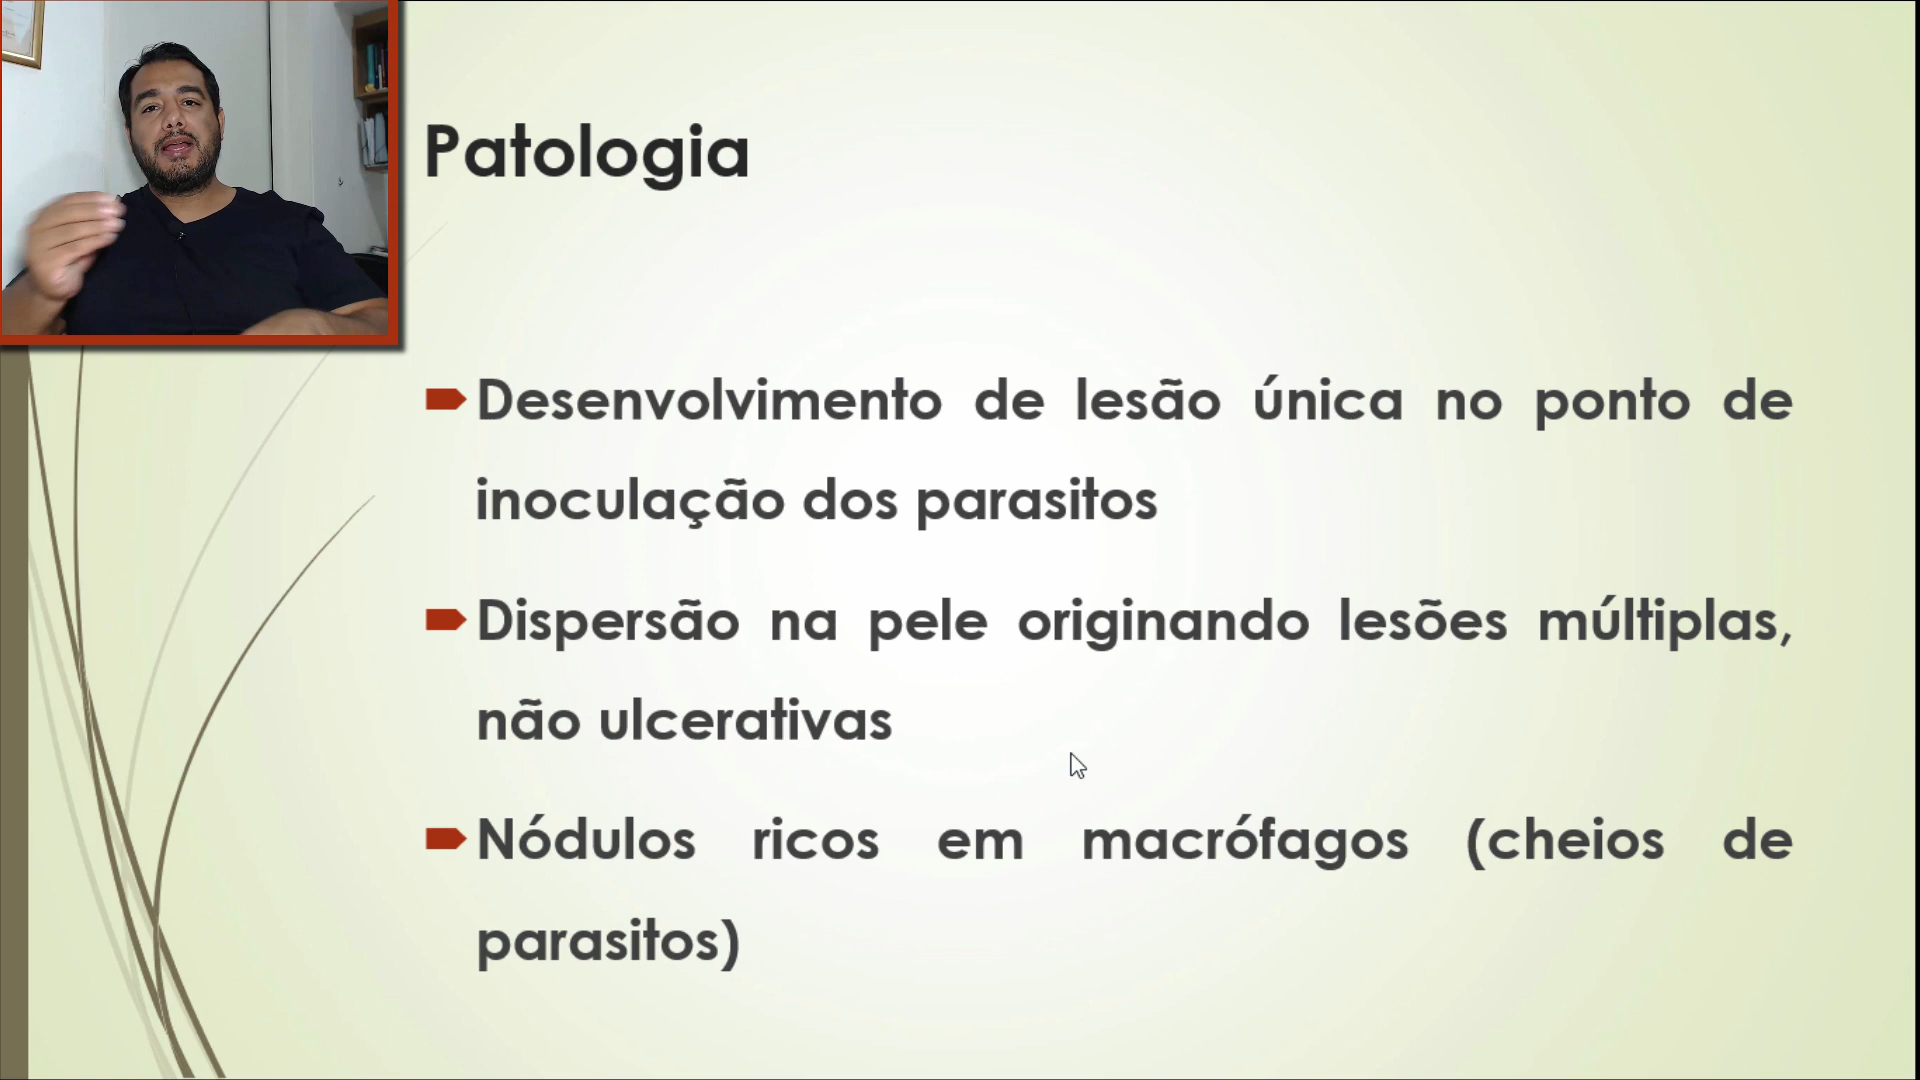 Patologia
Desenvolvimento de lesão única no ponto de
inoculação dos parasitos
Dispersão na pele originando lesões múltiplas,
não ulcerativas
Nódulos ricos em macrófagos (cheios de
parasitos)